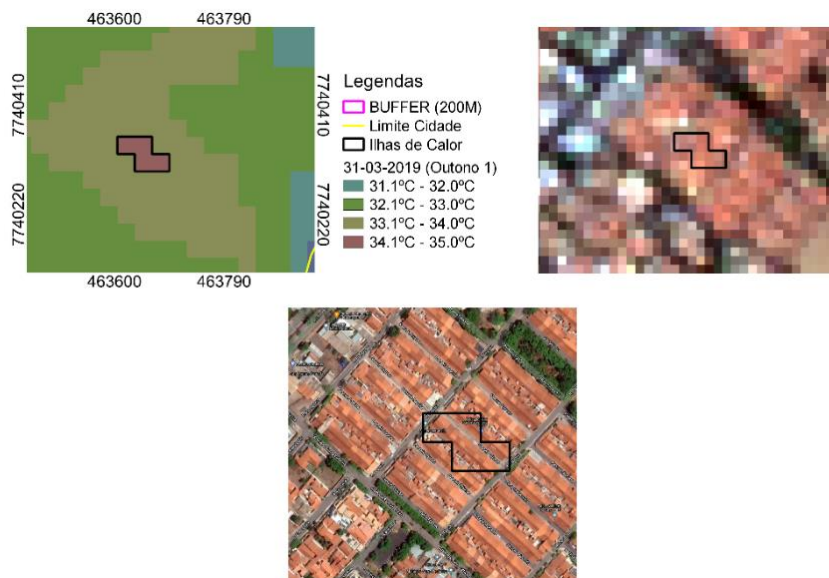 463600 463790
7740410
7740220
7740410
7740220
463600 463790
Legendas
BUFFER (200M)
Limite Cidade
Ilhas de Calor
31-03-2019 (Outono 1)
31.1ºC - 32.0ºC
32.1ºC - 33.0ºC
33.1ºC - 34.0ºC
34.1ºC - 35.0ºC